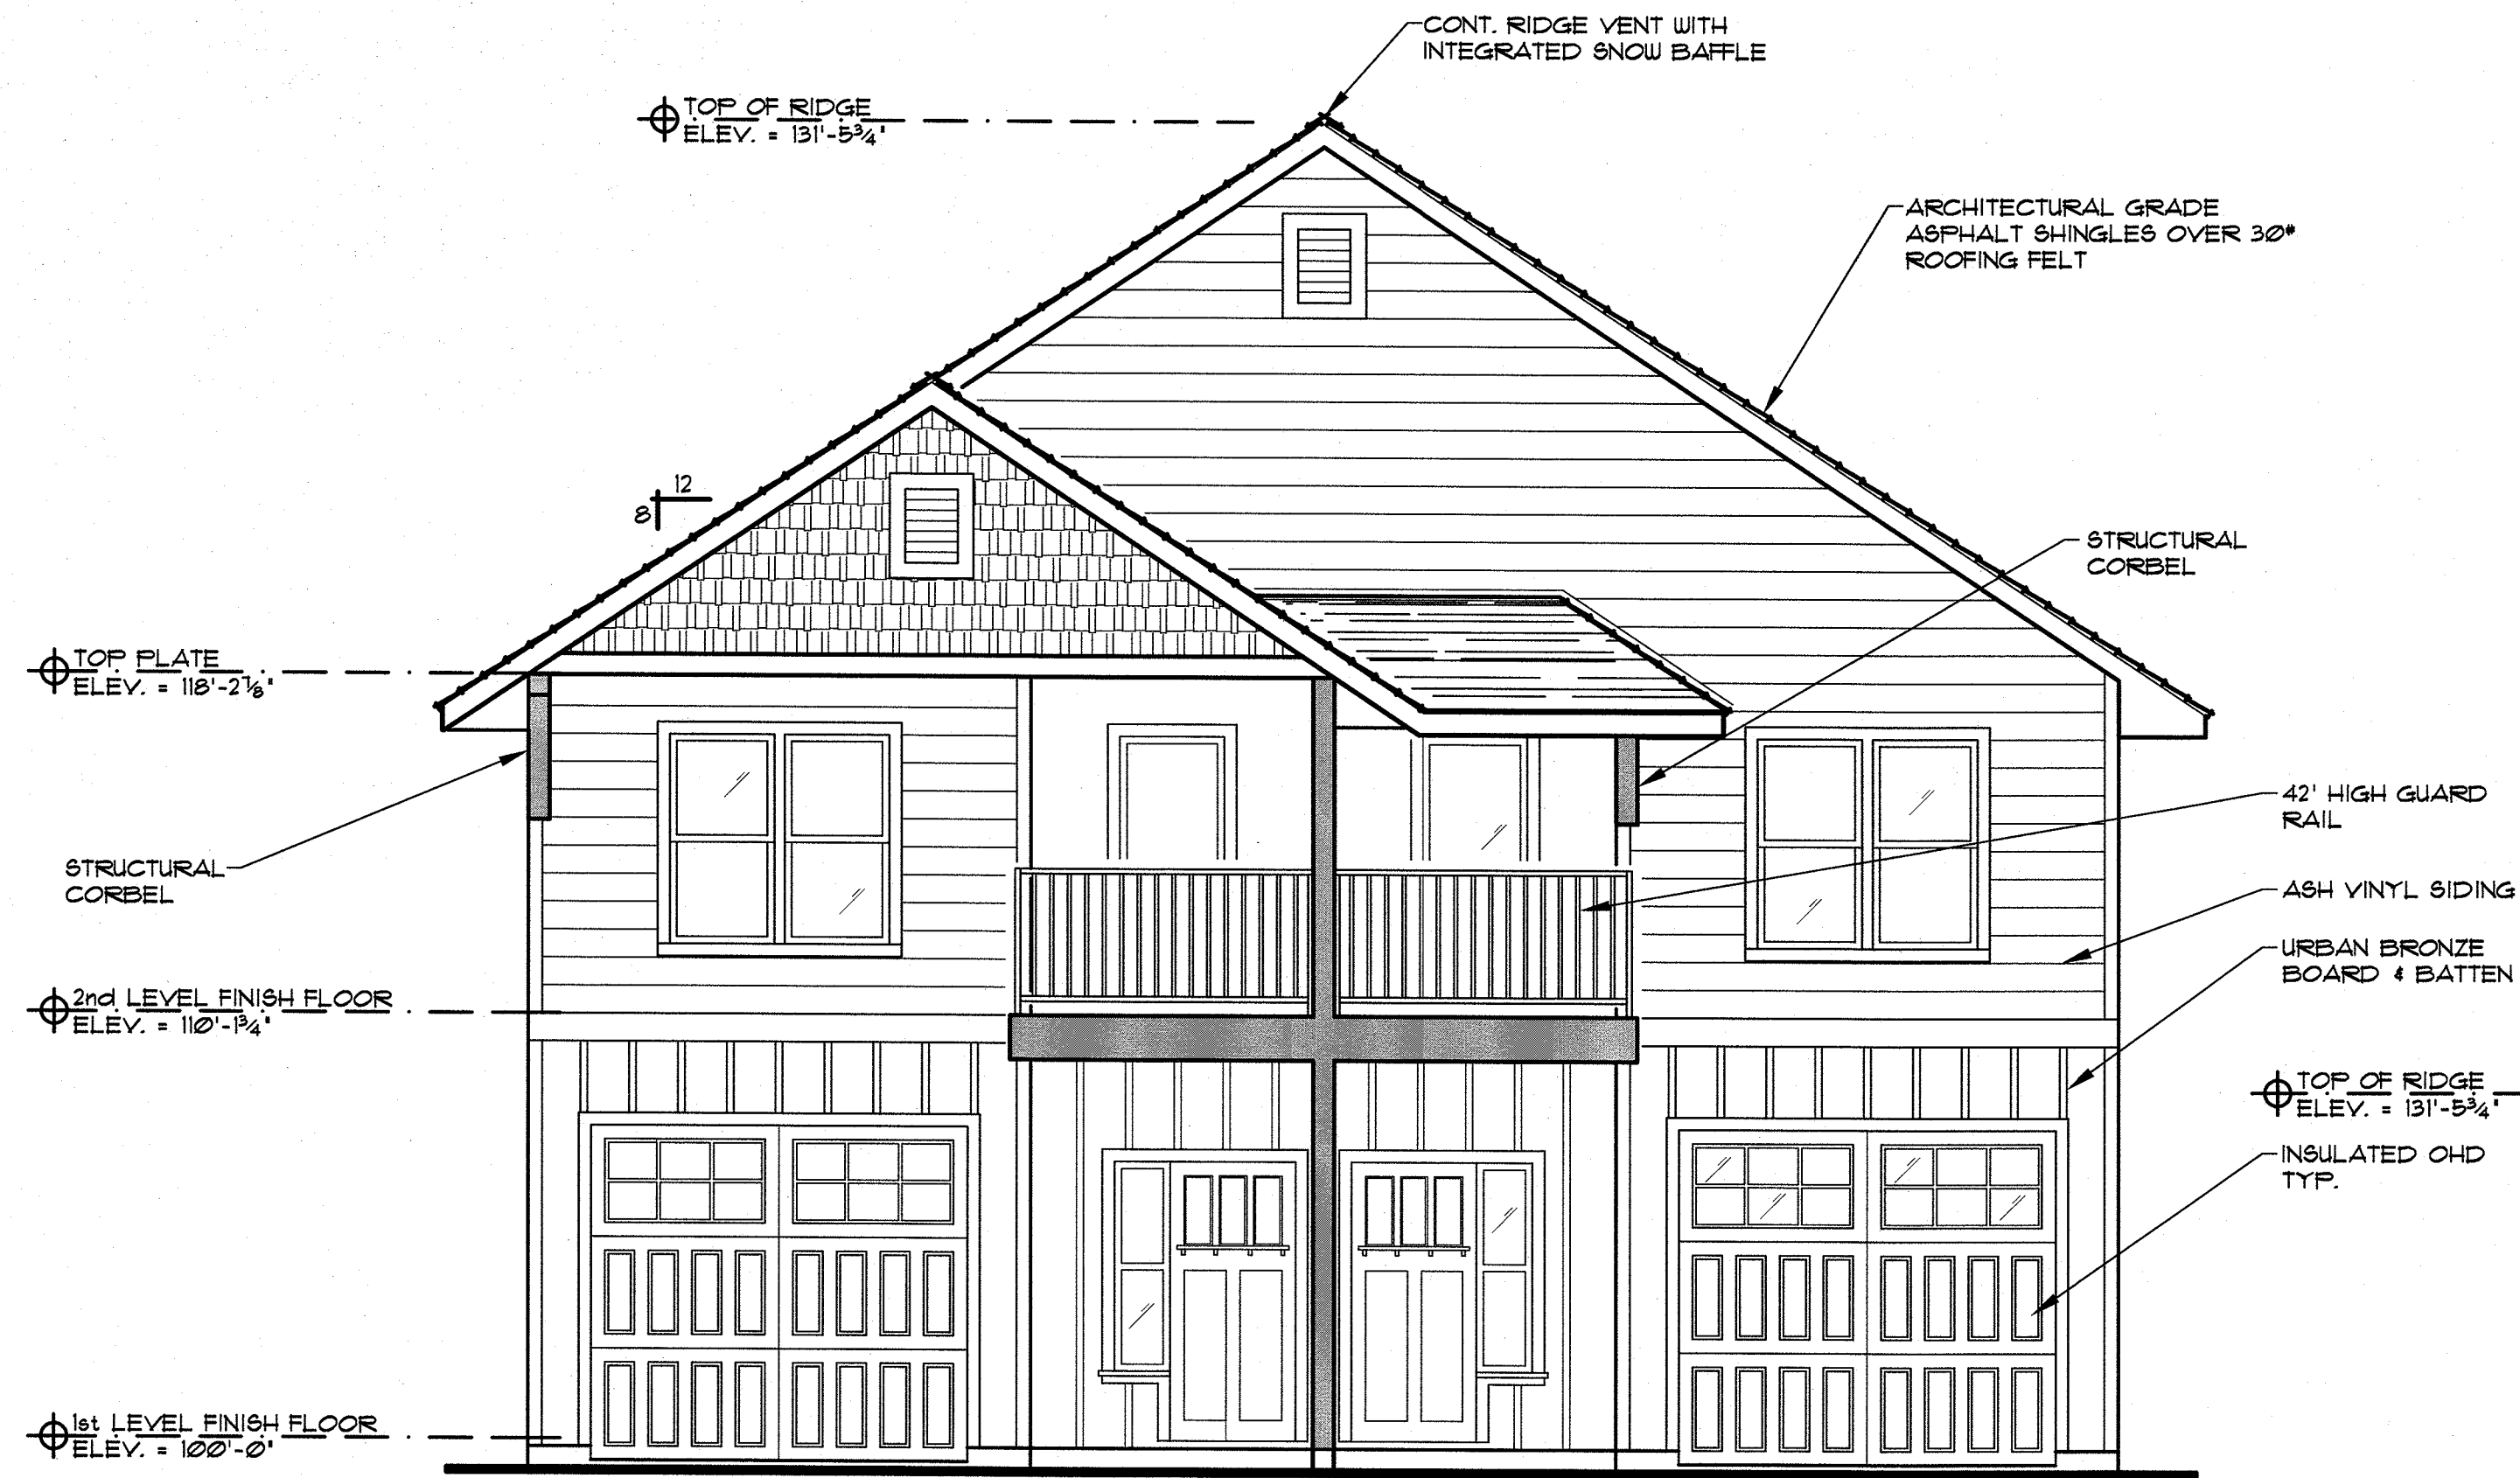 CONT. RIDGE VENT WITH
INTEGRATED SNOW BAFFLE
TOP OF RIDGE
ELEV. = 131'-5¾"
ARCHITECTURAL GRADE
ASPHALT SHINGLES OVER 30#
ROOFING FELT
12
8
STRUCTURAL
CORBEL
TOP PLATE
ELEV. = 118'-2⅞"
42' HIGH GUARD
RAIL
STRUCTURAL
CORBEL
ASH VINYL SIDING
URBAN BRONZE
BOARD & BATTEN
2nd LEVEL FINISH FLOOR
ELEV. = 110'-1¾"
TOP OF RIDGE
ELEV. = 131'-5¾"
INSULATED OHD
TYP.
1st LEVEL FINISH FLOOR
ELEV. = 100'-0"